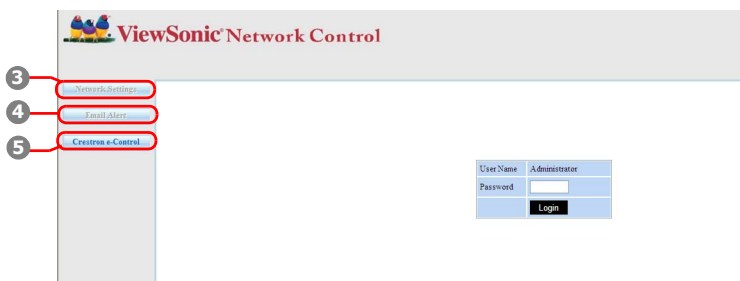 ViewSonic® Network Control
3
Network Settings
4
Email Alert
5
Crestron e-Control
User Name Administrator
Password
Login